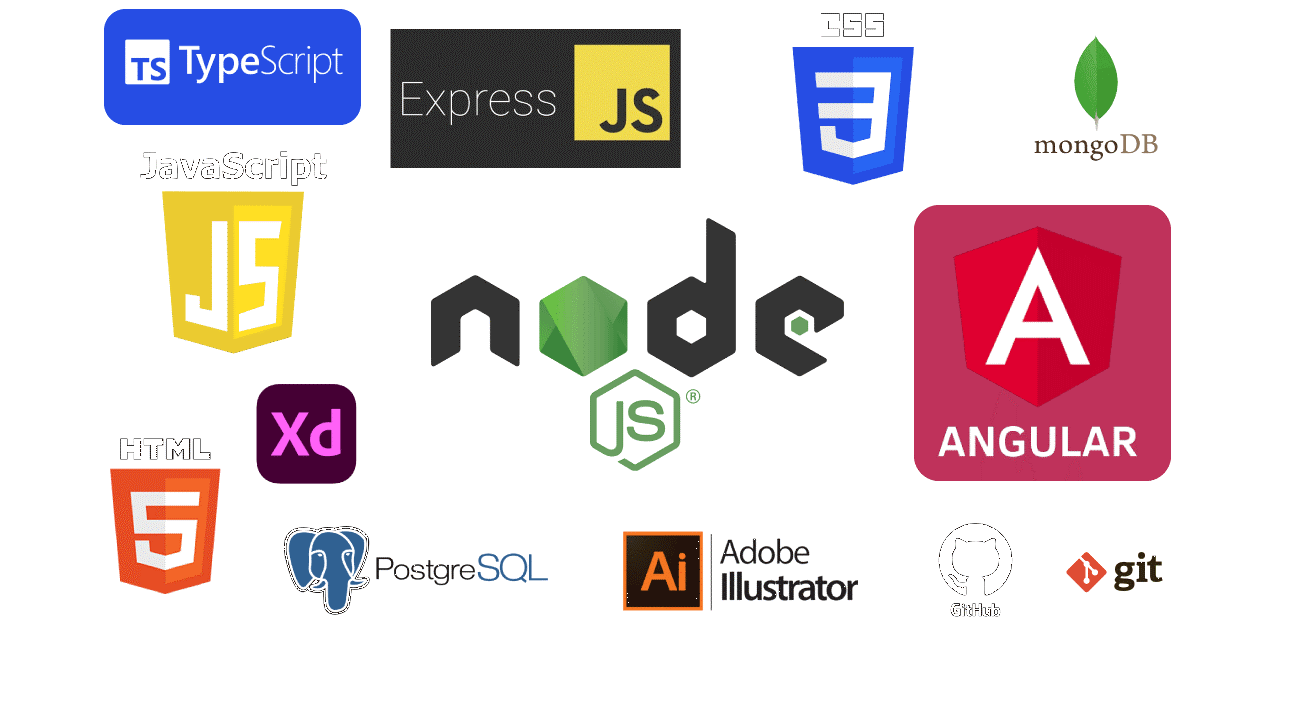 TS TypeScript
Express JS
CSS
3
mongoDB
JavaScript
JS
node
JS ®
A
ANGULAR
Xd
HTML
5
PostgreSQL
Ai Adobe
Illustrator
GitHub
git